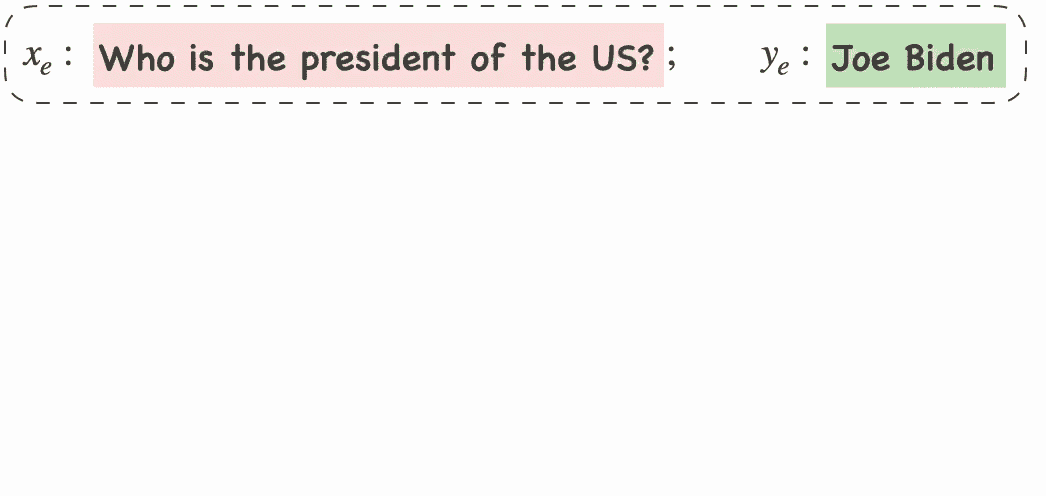 xₑ : Who is the president of the US? ; yₑ : Joe Biden